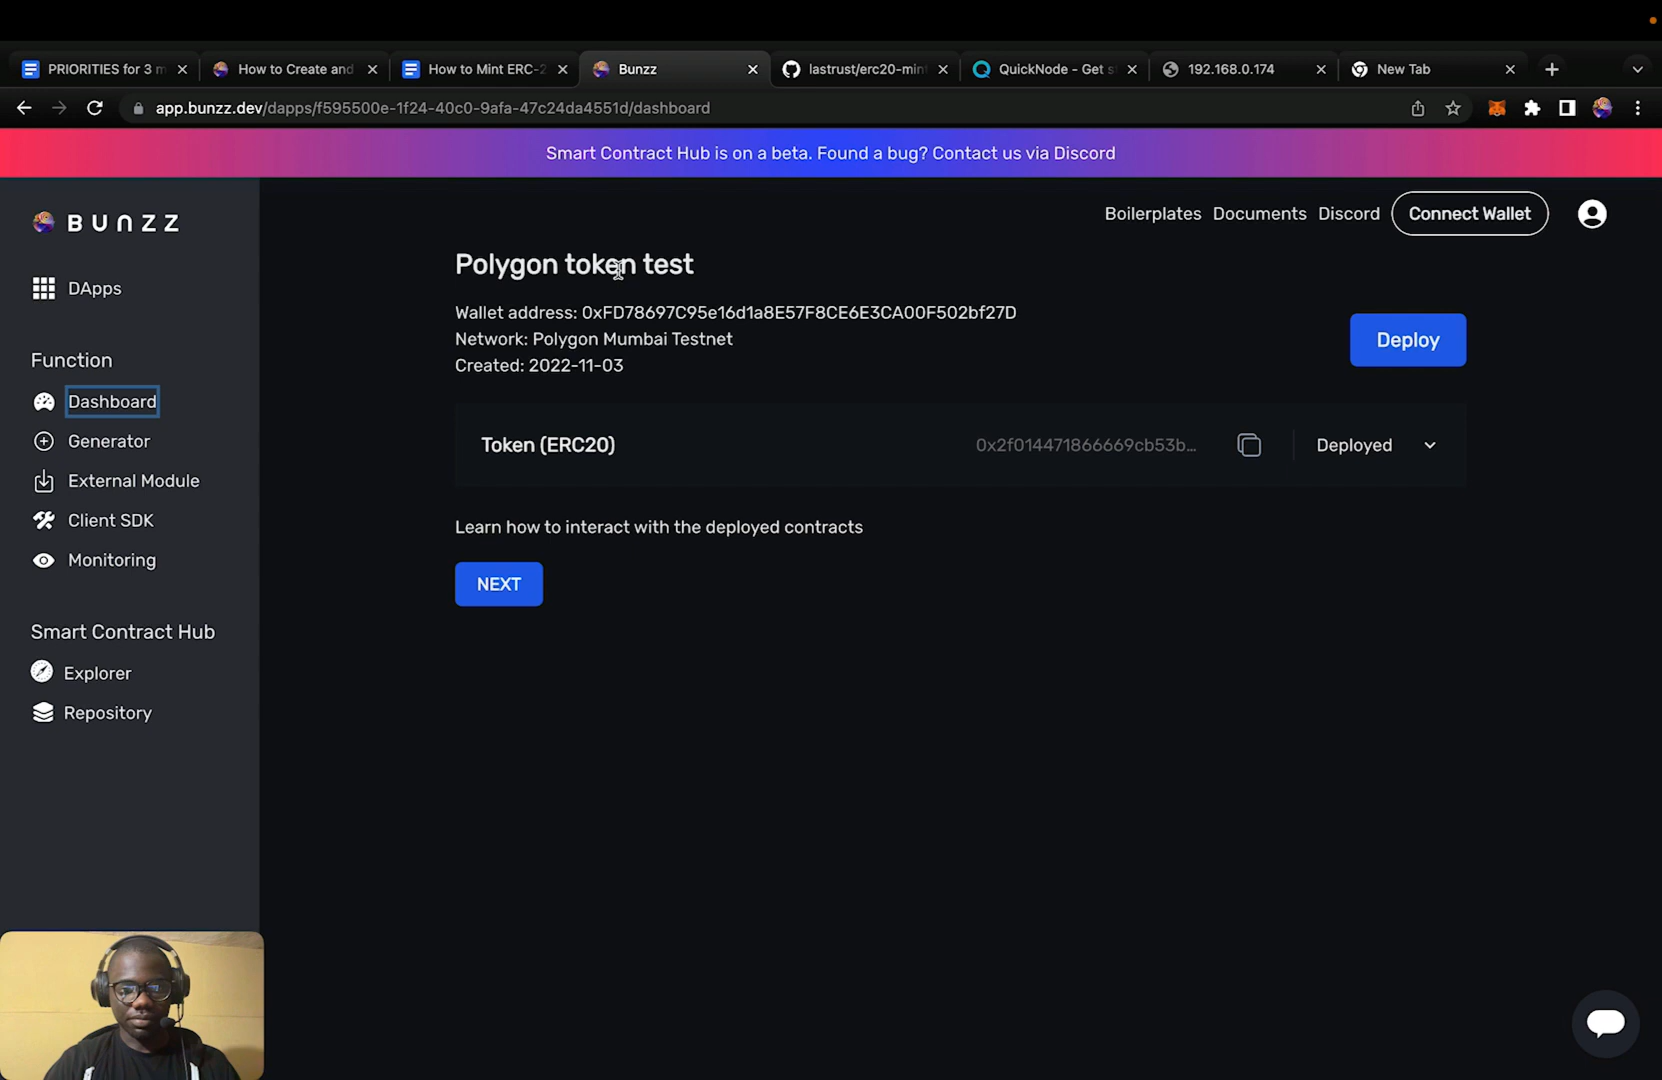 PRIORITIES for 3 m
How to Create and
How to Mint ERC-2
Bunzz
lastrust/erc20-min
QuickNode - Get s
192.168.0.174
New Tab
app.bunzz.dev/dapps/f595500e-1f24-40c0-9afa-47c24da4551d/dashboard
Smart Contract Hub is on a beta. Found a bug? Contact us via Discord
BUNZZ
Boilerplates
Documents
Discord
Connect Wallet
DApps
Function
Dashboard
Generator
External Module
Client SDK
Monitoring
Smart Contract Hub
Explorer
Repository
Polygon token test
Wallet address: 0xFD78697C95e16d1a8E57F8CE6E3CA00F502bf27D
Network: Polygon Mumbai Testnet
Created: 2022-11-03
Deploy
Token (ERC20)
0x2f014471866669cb53b...
Deployed
Learn how to interact with the deployed contracts
NEXT